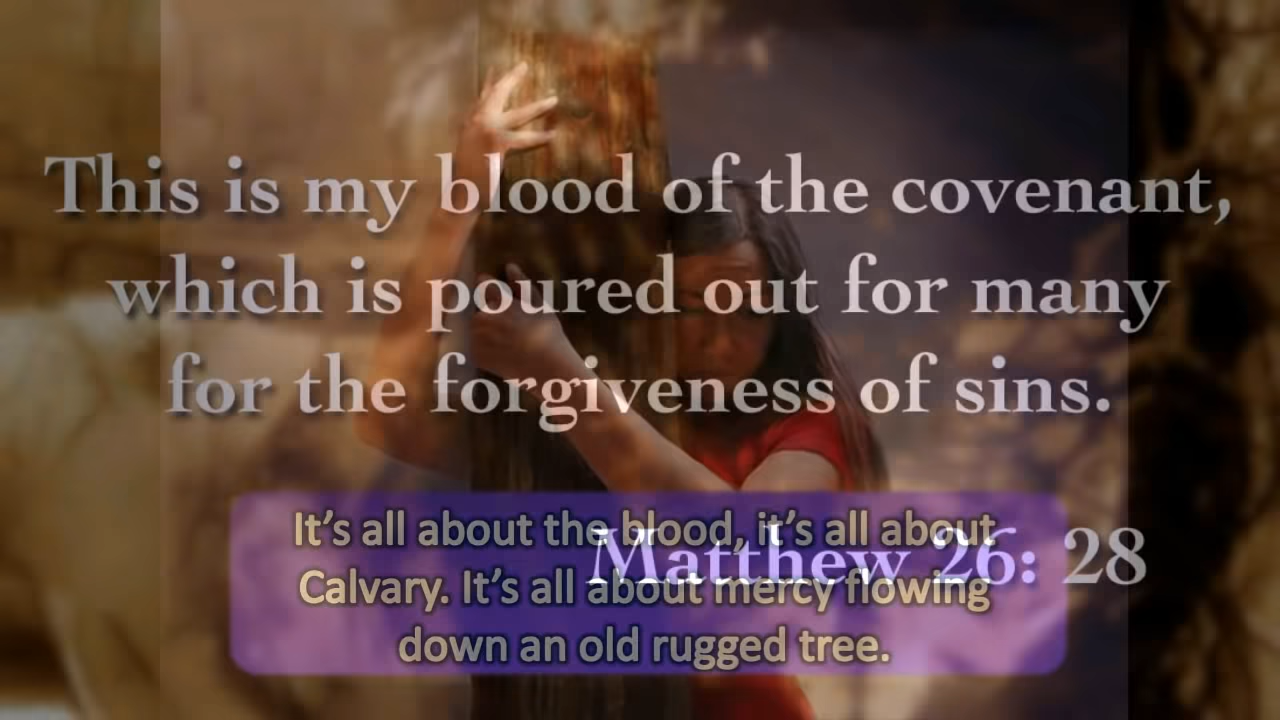 This is my blood of the covenant,
which is poured out for many
for the forgiveness of sins.
Matthew 26: 28
It’s all about the blood, it’s all about
Calvary. It’s all about mercy flowing
down an old rugged tree.